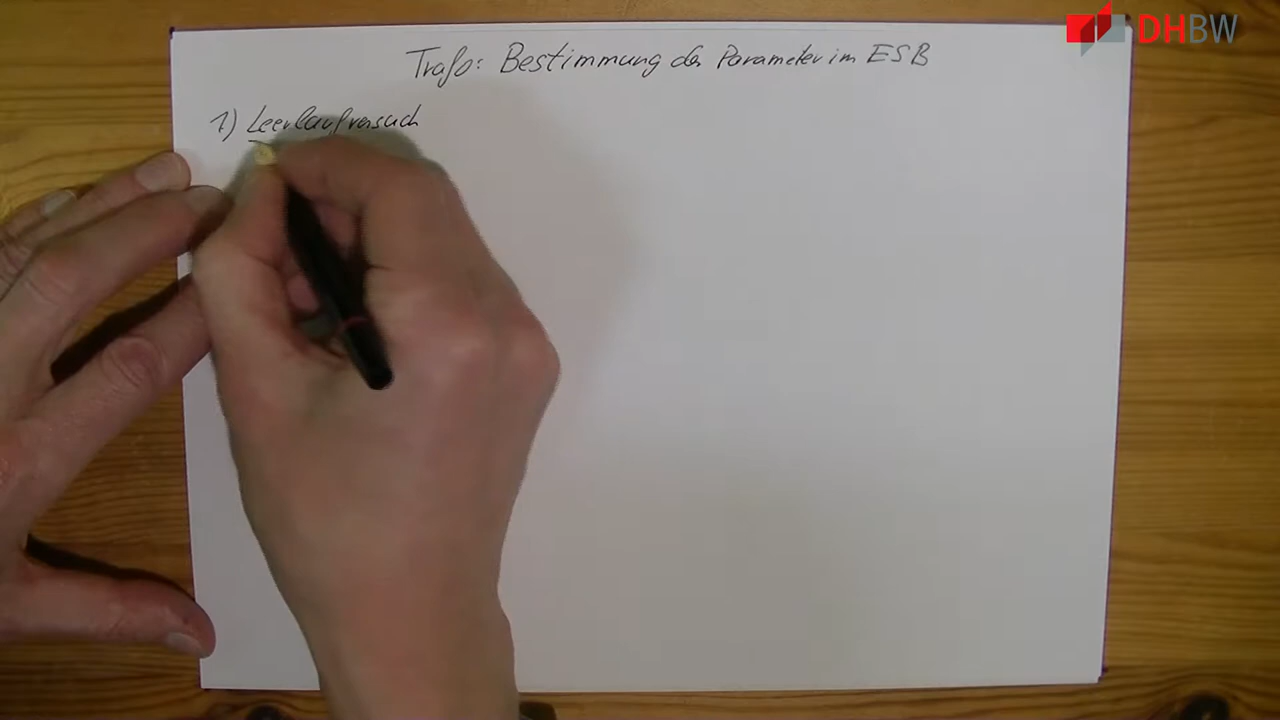 DHBW
Trafo: Bestimmung der Parameter im ESB
1) Leerlaufversuch